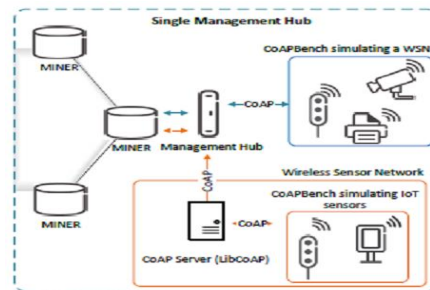 Single Management Hub
CoAPBench simulating a WSN
MINER
CoAP
MINER
Management Hub
CoAP
Wireless Sensor Network
CoAPBench simulating IoT
sensors
MINER
CoAP
CoAP Server (LibCoAP)